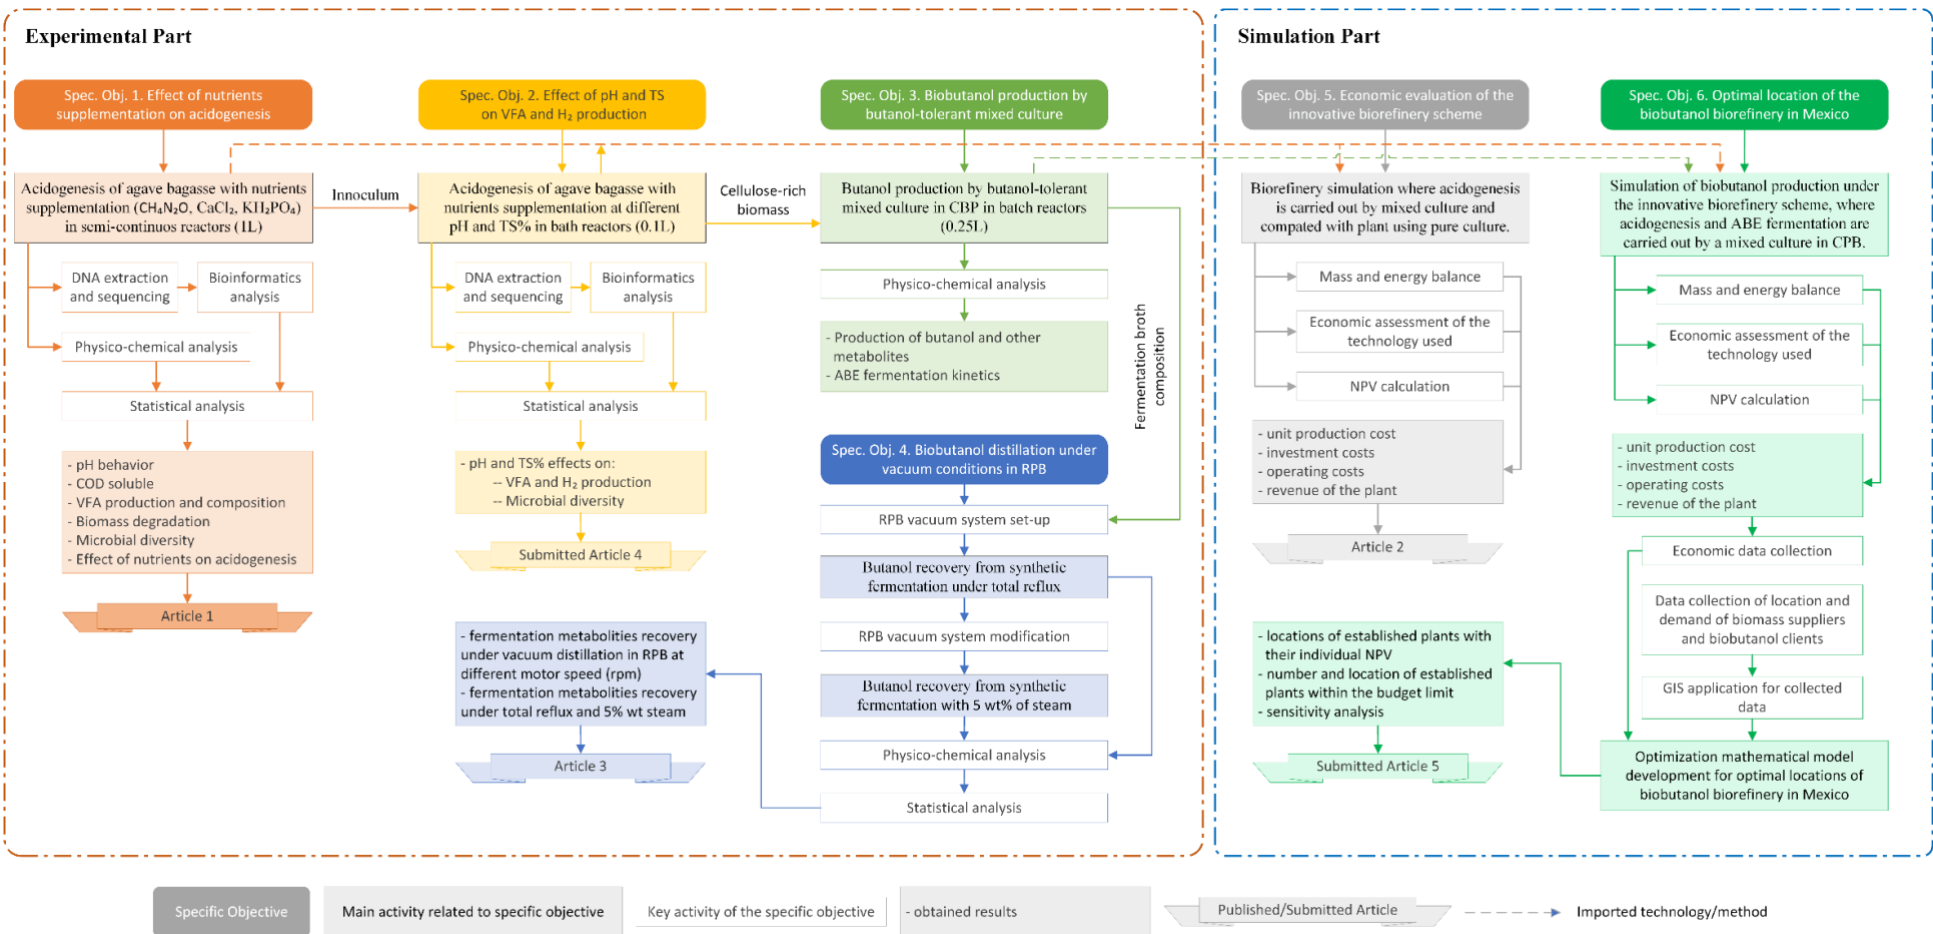 Experimental Part
Spec. Obj. 1. Effect of nutrients
supplementation on acidogenesis
Acidogenesis of agave bagasse with nutrients
supplementation (CH₄N₂O, CaCl₂, KH₂PO₄)
in semi-continuos reactors (1L)
DNA extraction
and sequencing
Bioinformatics
analysis
Physico-chemical analysis
Statistical analysis
- pH behavior
- COD soluble
- VFA production and composition
- Biomass degradation
- Microbial diversity
- Effect of nutrients on acidogenesis
Article 1
Innoculum
Spec. Obj. 2. Effect of pH and TS
on VFA and H₂ production
Acidogenesis of agave bagasse with
nutrients supplementation at different
pH and TS% in bath reactors (0.1L)
DNA extraction
and sequencing
Bioinformatics
analysis
Physico-chemical analysis
Statistical analysis
- pH and TS% effects on:
-- VFA and H₂ production
-- Microbial diversity
Submitted Article 4
Cellulose-rich
biomass
Spec. Obj. 3. Biobutanol production by
butanol-tolerant mixed culture
Butanol production by butanol-tolerant
mixed culture in CBP in batch reactors
(0.25L)
Physico-chemical analysis
- Production of butanol and other
metabolites
- ABE fermentation kinetics
Fermentation broth
composition
Spec. Obj. 4. Biobutanol distillation under
vacuum conditions in RPB
RPB vacuum system set-up
Butanol recovery from synthetic
fermentation under total reflux
RPB vacuum system modification
Butanol recovery from synthetic
fermentation with 5 wt% of steam
Physico-chemical analysis
Statistical analysis
- fermentation metabolities recovery
under vacuum distillation in RPB at
different motor speed (rpm)
- fermentation metabolities recovery
under total reflux and 5% wt steam
Article 3
Simulation Part
Spec. Obj. 5. Economic evaluation of the
innovative biorefinery scheme
Biorefinery simulation where acidogenesis
is carried out by mixed culture and
compated with plant using pure culture.
Mass and energy balance
Economic assessment of the
technology used
NPV calculation
- unit production cost
- investment costs
- operating costs
- revenue of the plant
Article 2
Spec. Obj. 6. Optimal location of the
biobutanol biorefinery in Mexico
Simulation of biobutanol production under
the innovative biorefinery scheme, where
acidogenesis and ABE fermentation are
carried out by a mixed culture in CPB.
Mass and energy balance
Economic assessment of the
technology used
NPV calculation
- unit production cost
- investment costs
- operating costs
- revenue of the plant
Economic data collection
Data collection of location and
demand of biomass suppliers
and biobutanol clients
GIS application for collected
data
Optimization mathematical model
development for optimal locations of
biobutanol biorefinery in Mexico
- locations of established plants with
their individual NPV
- number and location of established
plants within the budget limit
- sensitivity analysis
Submitted Article 5
Specific Objective
Main activity related to specific objective
Key activity of the specific objective
- obtained results
Published/Submitted Article
Imported technology/method